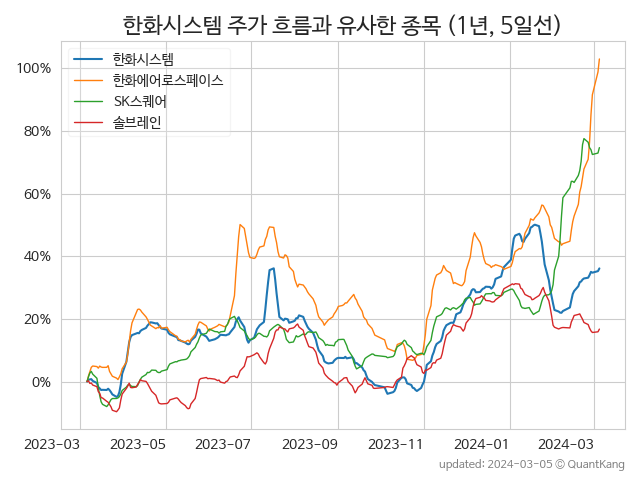 한화시스템 주가 흐름과 유사한 종목 (1년, 5일선)
한화시스템
한화에어로스페이스
SK스퀘어
솔브레인
100%
80%
60%
40%
20%
0%
2023-03 2023-05 2023-07 2023-09 2023-11 2024-01 2024-03
updated: 2024-03-05 © QuantKang